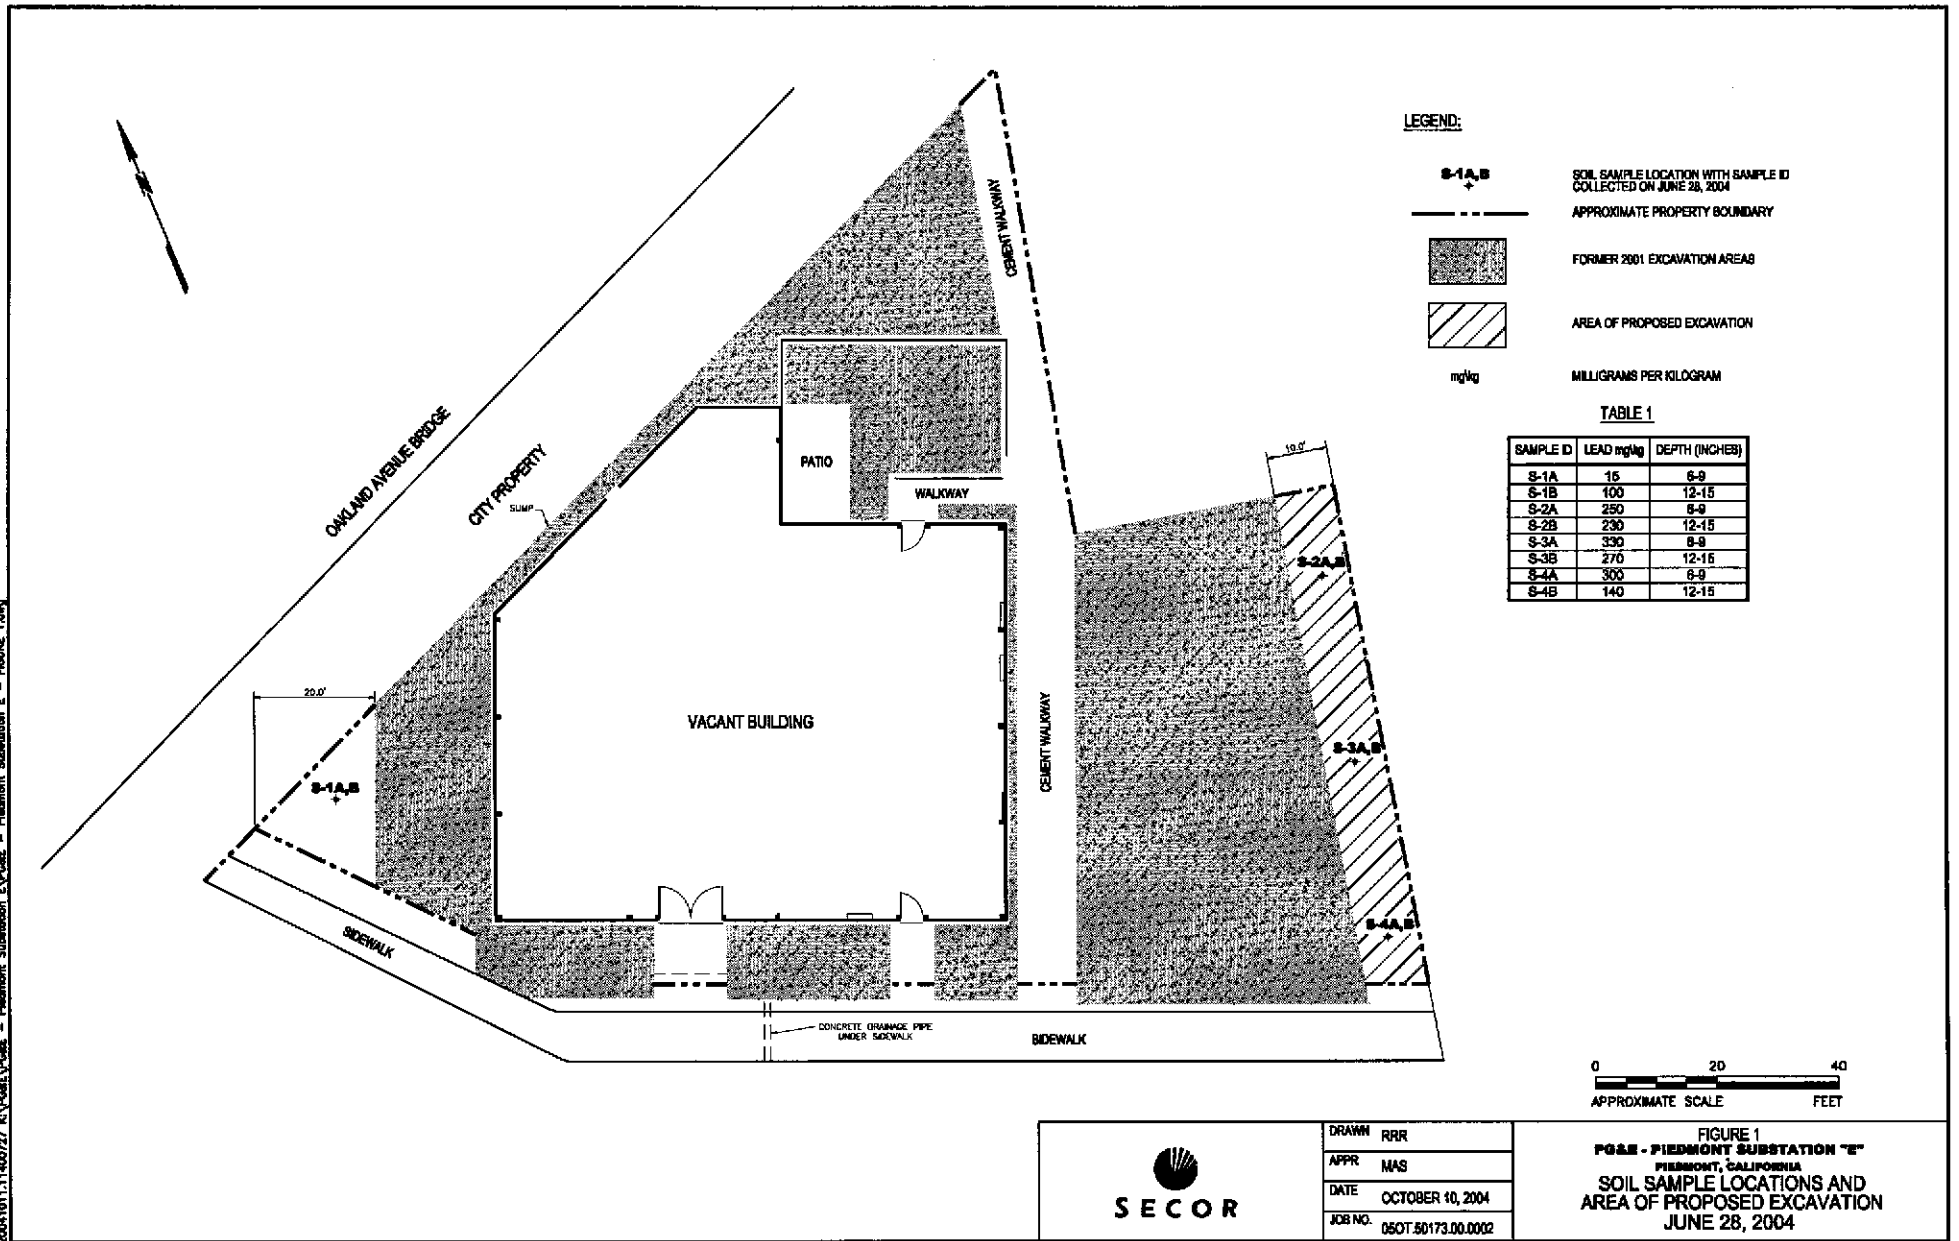 LEGEND:
S-1A,B
SOIL SAMPLE LOCATION WITH SAMPLE ID
COLLECTED ON JUNE 28, 2004
APPROXIMATE PROPERTY BOUNDARY
FORMER 2001 EXCAVATION AREAS
AREA OF PROPOSED EXCAVATION
mg\kg
MILLIGRAMS PER KILOGRAM
TABLE 1
SAMPLE ID LEAD mg\kg DEPTH (INCHES)
S-1A 15 6-9
S-1B 100 12-15
S-2A 250 6-9
S-2B 230 12-15
S-3A 330 6-9
S-3B 270 12-15
S-4A 300 6-9
S-4B 140 12-15
CEMENT WALKWAY
OAKLAND AVENUE BRIDGE
CITY PROPERTY
SUMP
PATIO
WALKWAY
10.0'
S-2A,B
20.0'
S-1A,B
VACANT BUILDING
CEMENT WALKWAY
S-3A,B
S-4A,B
SIDEWALK
CONCRETE DRAINAGE PIPE
UNDER SIDEWALK
SIDEWALK
0 20 40
APPROXIMATE SCALE FEET
SECOR
DRAWN RRR
APPR MAS
DATE OCTOBER 10, 2004
JOB NO. 05OT.50173.00.0002
FIGURE 1
PG&E - PIEDMONT SUBSTATION "E"
PIEDMONT, CALIFORNIA
SOIL SAMPLE LOCATIONS AND
AREA OF PROPOSED EXCAVATION
JUNE 28, 2004